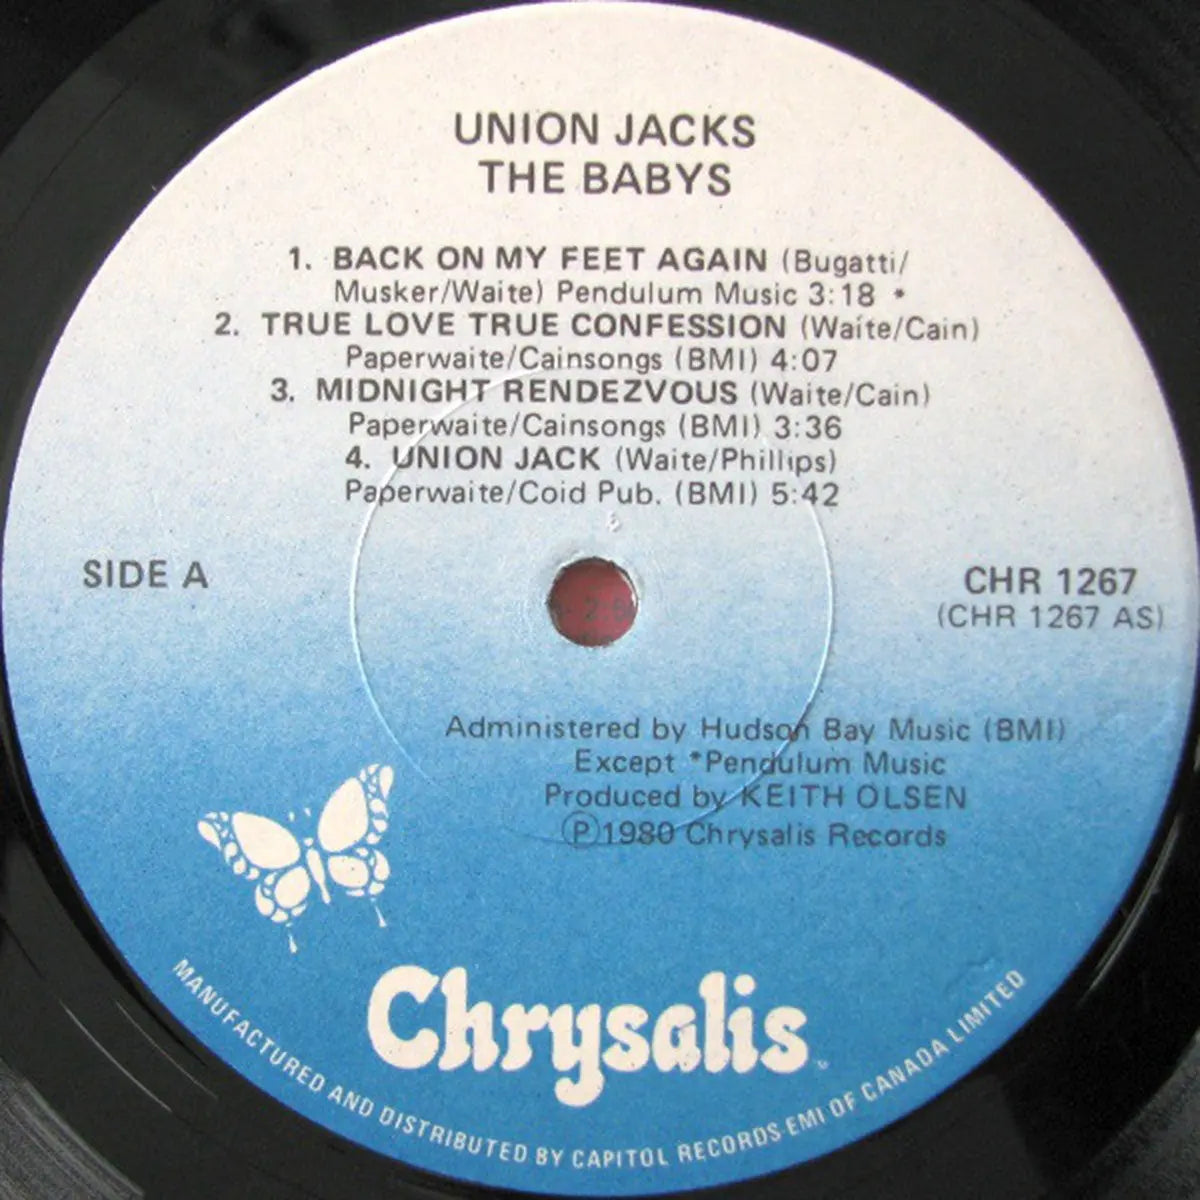 UNION JACKS
THE BABYS
1. BACK ON MY FEET AGAIN (Bugatti/
Musker/Waite) Pendulum Music 3:18 *
2. TRUE LOVE TRUE CONFESSION (Waite/Cain)
Paperwaite/Cainsongs (BMI) 4:07
3. MIDNIGHT RENDEZVOUS (Waite/Cain)
Paperwaite/Cainsongs (BMI) 3:36
4. UNION JACK (Waite/Phillips)
Paperwaite/Coid Pub. (BMI) 5:42
SIDE A
CHR 1267
(CHR 1267 AS)
Administered by Hudson Bay Music (BMI)
Except *Pendulum Music
Produced by KEITH OLSEN
Ⓟ1980 Chrysalis Records
Chrysalis
MANUFACTURED AND DISTRIBUTED BY CAPITOL RECORDS EMI OF CANADA LIMITED